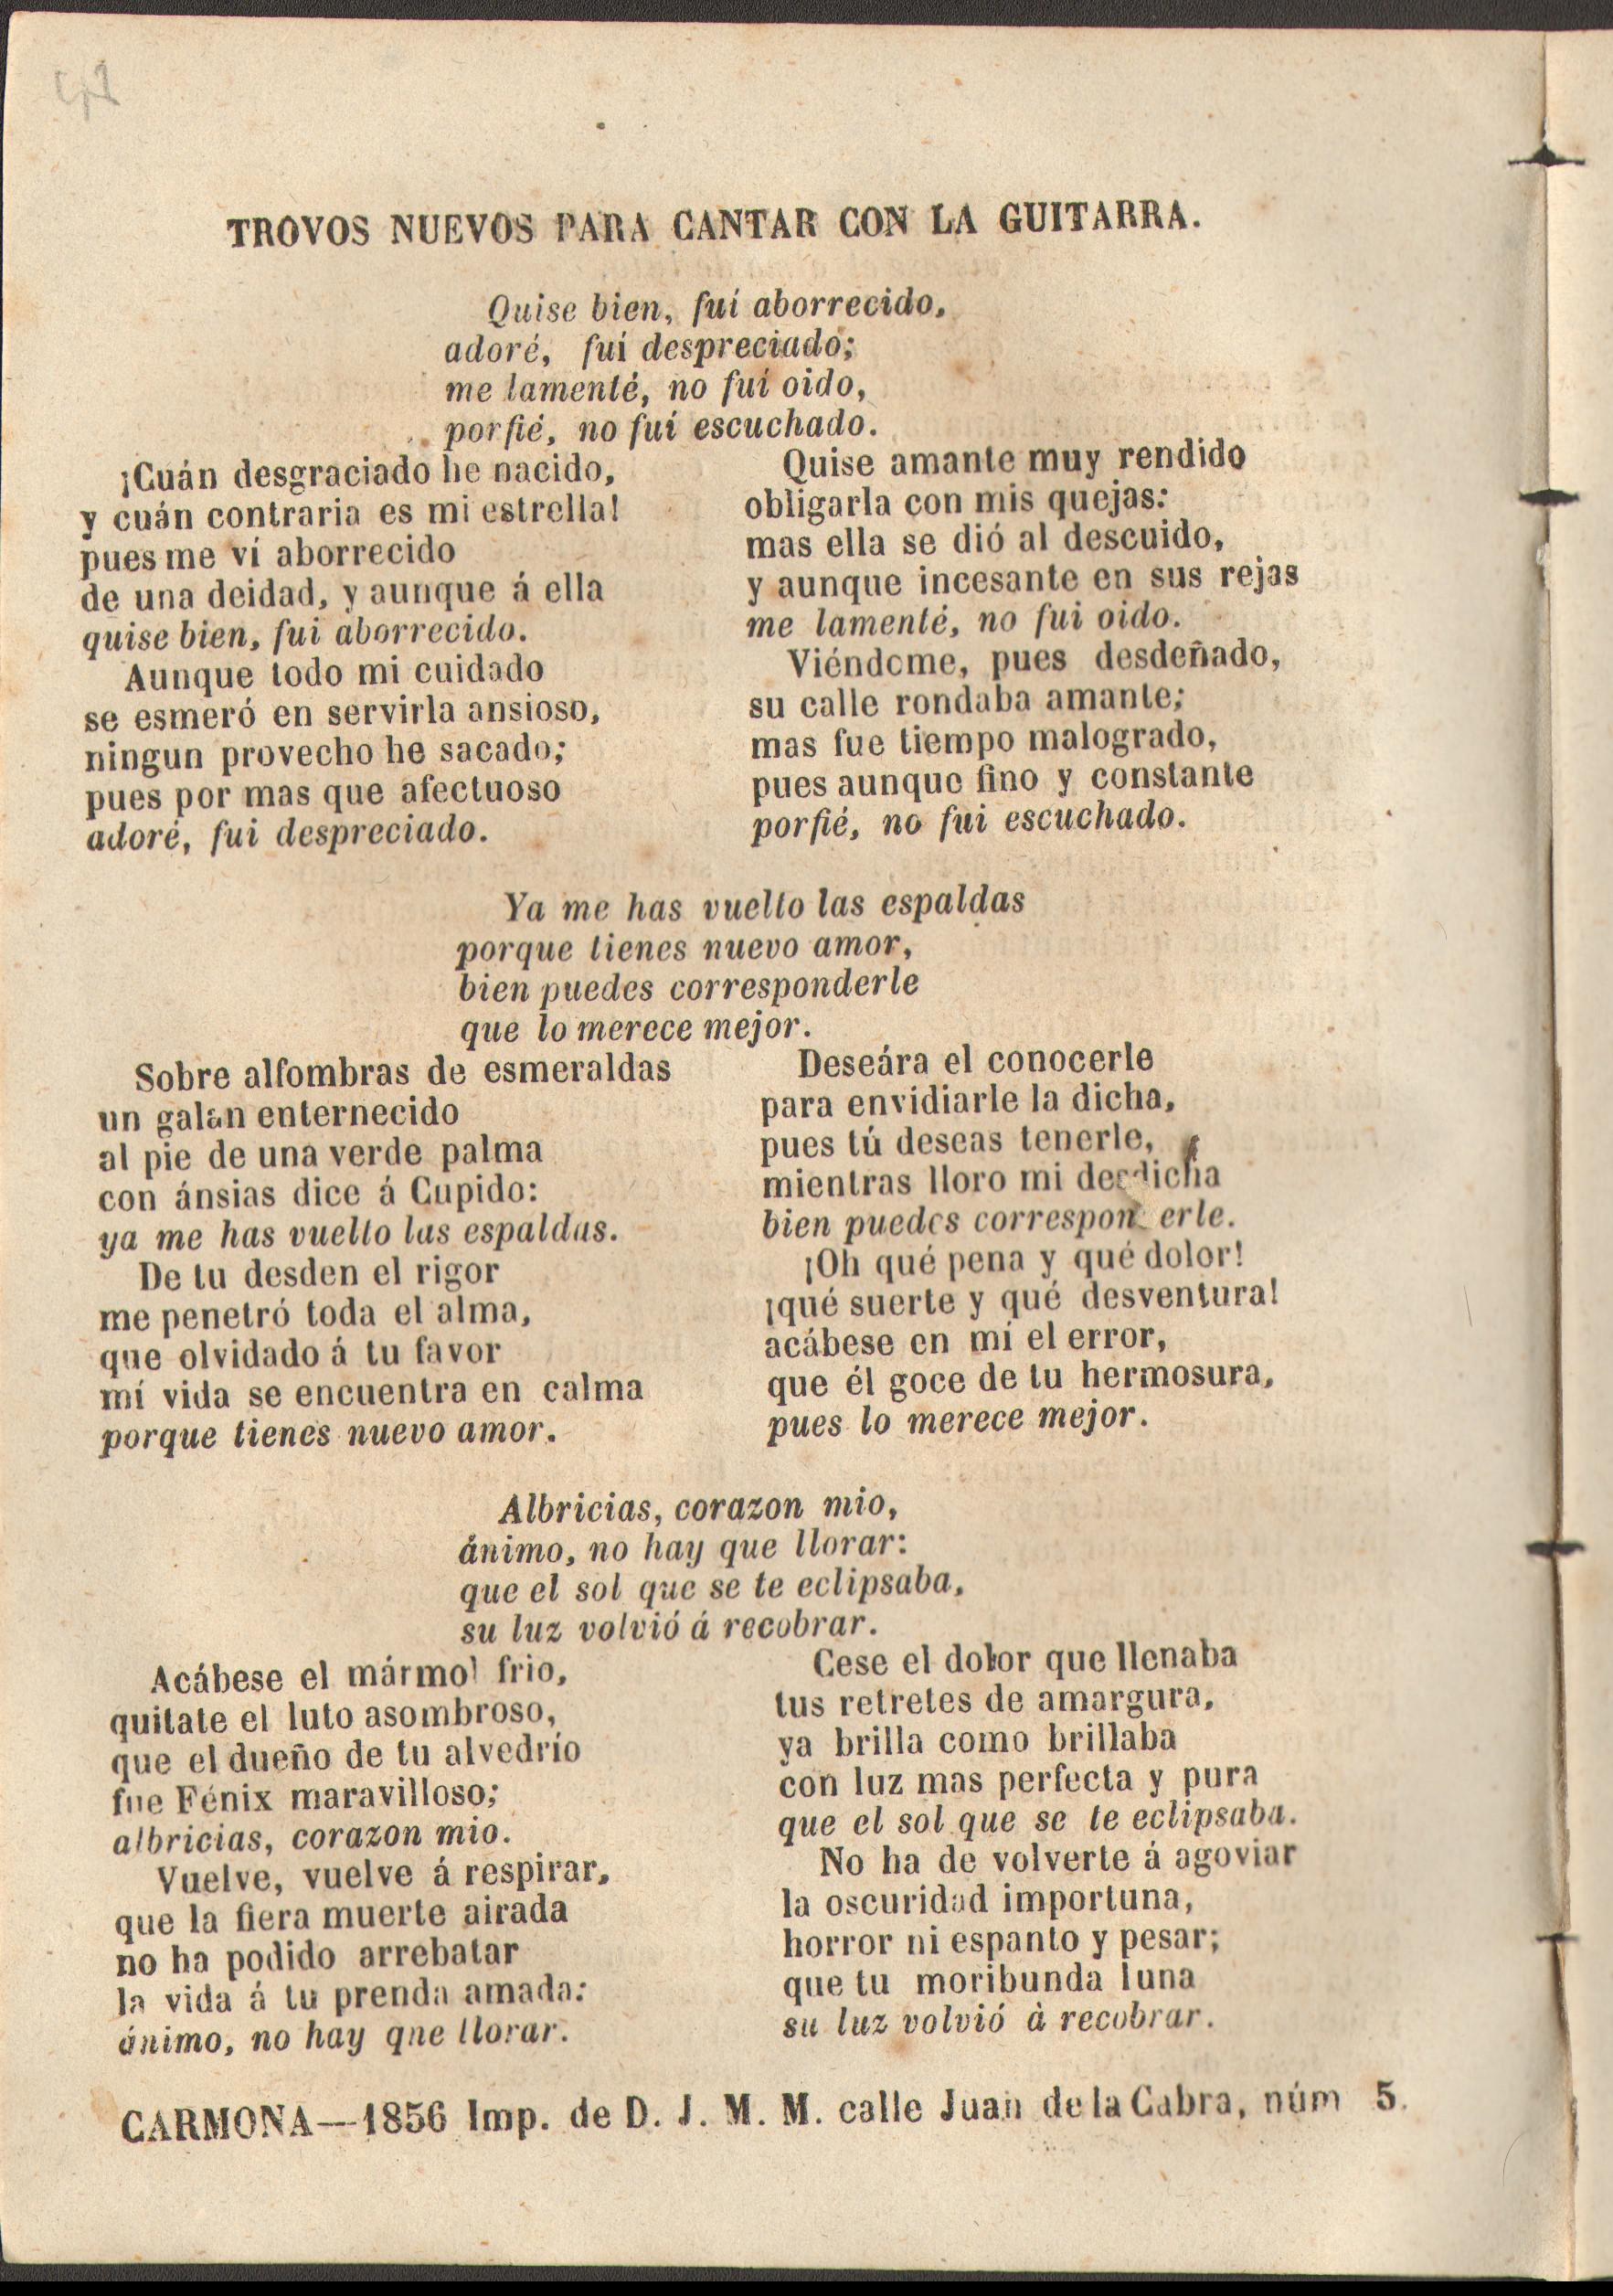 TROVOS NUEVOS PARA CANTAR CON LA GUITARRA.
Quise bien, fuí aborrecido,
adoré, fuí despreciado;
me lamenté, no fuí oido,
porfié, no fuí escuchado.
¡Cuán desgraciado he nacido,
y cuán contraria es mi estrella!
pues me ví aborrecido
de una deidad, y aunque á ella
quise bien, fui aborrecido.
Aunque todo mi cuidado
se esmeró en servirla ansioso,
ningun provecho he sacado;
pues por mas que afectuoso
adoré, fui despreciado.
Quise amante muy rendido
obligarla con mis quejas:
mas ella se dió al descuido,
y aunque incesante en sus rejas
me lamenté, no fui oido.
Viéndome, pues desdeñado,
su calle rondaba amante;
mas fue tiempo malogrado,
pues aunque fino y constante
porfié, no fui escuchado.
Ya me has vuelto las espaldas
porque tienes nuevo amor,
bien puedes corresponderle
que lo merece mejor.
Sobre alfombras de esmeraldas
un galan enternecido
al pie de una verde palma
con ánsias dice á Cupido:
ya me has vuelto las espaldas.
De tu desden el rigor
me penetró toda el alma,
que olvidado á tu favor
mí vida se encuentra en calma
porque tienes nuevo amor.
Deseára el conocerle
para envidiarle la dicha,
pues tú deseas tenerle,
mientras lloro mi desdicha
bien puedes corresponderle.
¡Oh qué pena y qué dolor!
¡qué suerte y qué desventura!
acábese en mí el error,
que él goce de tu hermosura,
pues lo merece mejor.
Albricias, corazon mio,
ánimo, no hay que llorar:
que el sol que se te eclipsaba,
su luz volvió á recobrar.
Acábese el mármol frio,
quitate el luto asombroso,
que el dueño de tu alvedrío
fue Fénix maravilloso;
albricias, corazon mio.
Vuelve, vuelve á respirar,
que la fiera muerte airada
no ha podido arrebatar
la vida á tu prenda amada:
ánimo, no hay que llorar.
Cese el dolor que llenaba
tus retretes de amargura,
ya brilla como brillaba
con luz mas perfecta y pura
que el sol que se te eclipsaba.
No ha de volverte á agoviar
la oscuridad importuna,
horror ni espanto y pesar;
que tu moribunda luna
su luz volvió à recobrar.
CARMONA—1856 Imp. de D. J. M. M. calle Juan de la Cabra, núm 5.